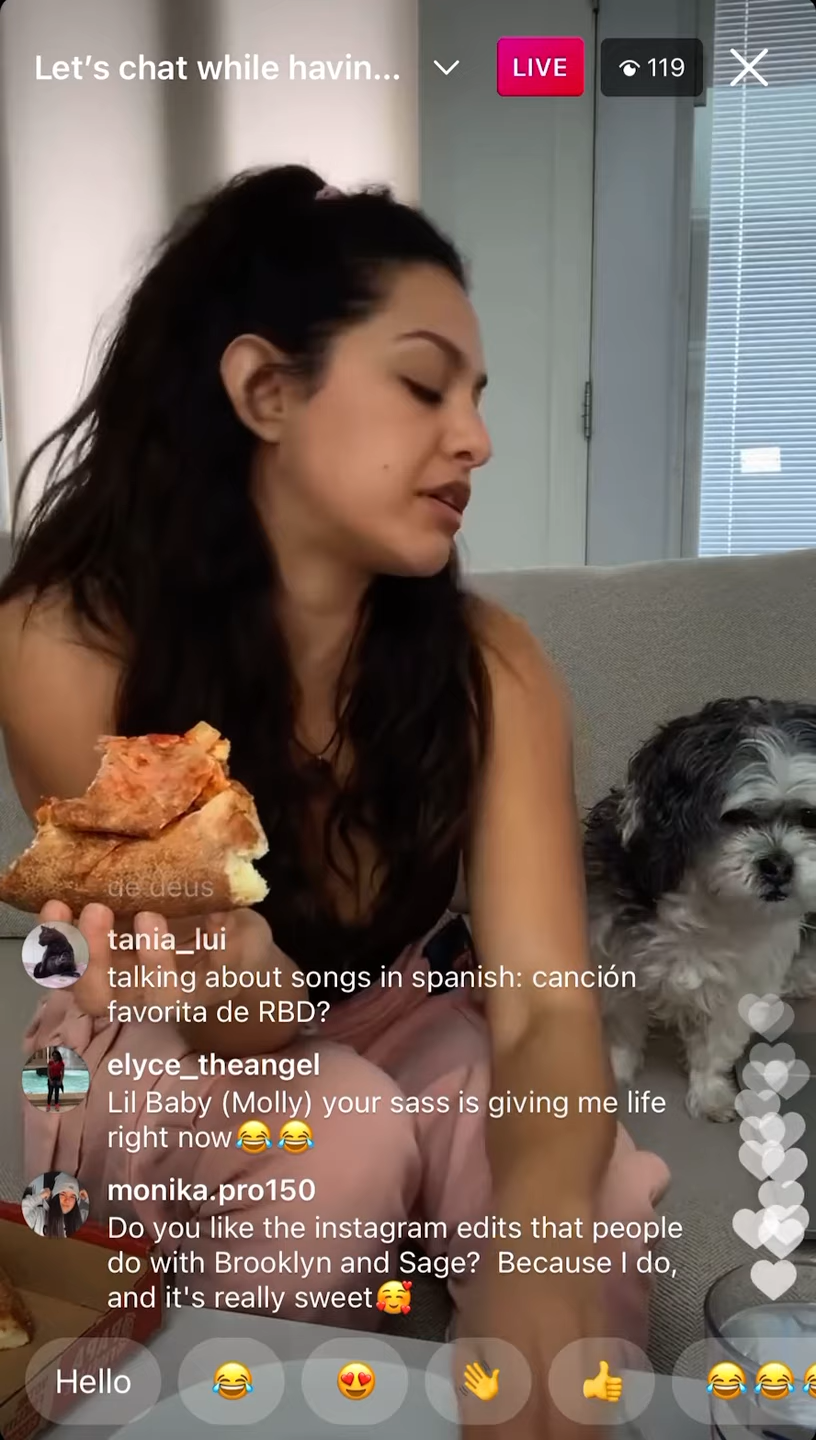 Let's chat while havin...
LIVE
119
de deus
tania_lui
talking about songs in spanish: canción
favorita de RBD?
elyce_theangel
Lil Baby (Molly) your sass is giving me life
right now😂😂
monika.pro150
Do you like the instagram edits that people
do with Brooklyn and Sage?  Because I do,
and it's really sweet🥰
Hello 😂 😍 👋 👍 😂😂